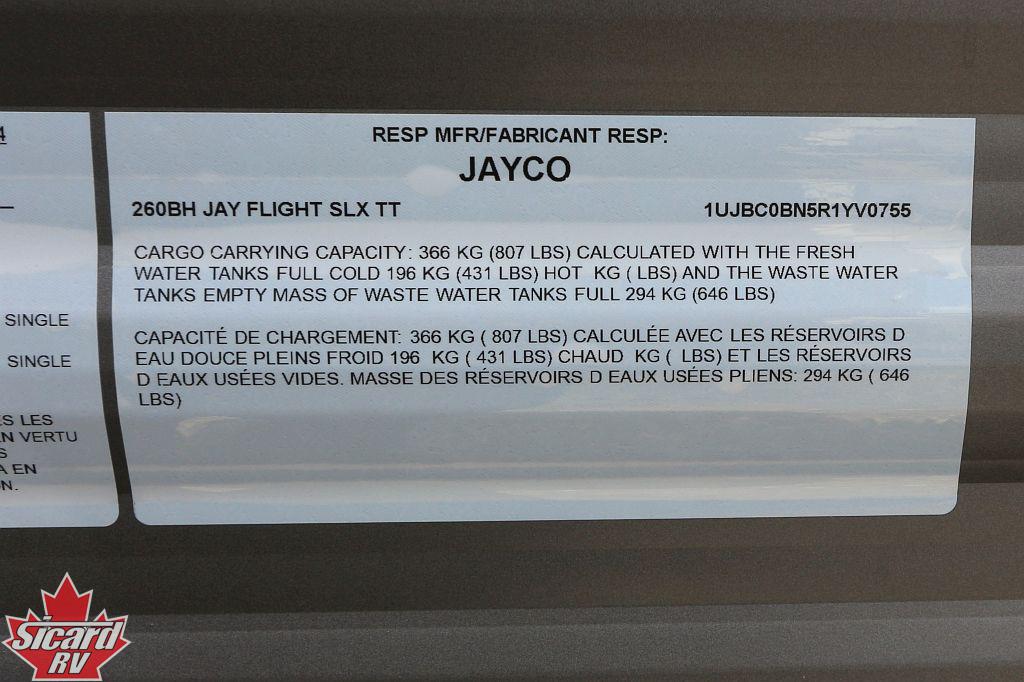 4
SINGLE
SINGLE
ES LES
EN VERTU
S
A EN
N.
RESP MFR/FABRICANT RESP:
JAYCO
260BH JAY FLIGHT SLX TT 1UJBC0BN5R1YV0755
CARGO CARRYING CAPACITY: 366 KG (807 LBS) CALCULATED WITH THE FRESH
WATER TANKS FULL COLD 196 KG (431 LBS) HOT  KG ( LBS) AND THE WASTE WATER
TANKS EMPTY MASS OF WASTE WATER TANKS FULL 294 KG (646 LBS)
CAPACITÉ DE CHARGEMENT: 366 KG ( 807 LBS) CALCULÉE AVEC LES RÉSERVOIRS D
EAU DOUCE PLEINS FROID 196  KG ( 431 LBS) CHAUD  KG (  LBS) ET LES RÉSERVOIRS
D EAUX USÉES VIDES. MASSE DES RÉSERVOIRS D EAUX USÉES PLIENS: 294 KG ( 646
LBS)
Sicard
RV